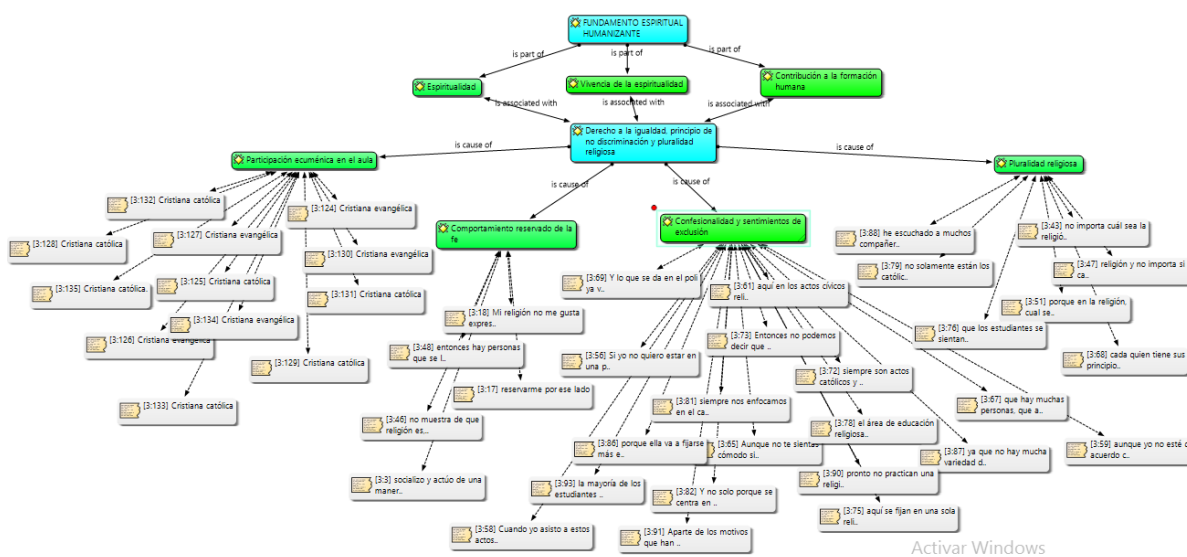 FUNDAMENTO ESPIRITUAL
HUMANIZANTE
is part of
is part of
is part of
Espiritualidad
Vivencia de la espiritualidad
Contribución a la formación
humana
is associated with
is associated with
is associated with
Derecho a la igualdad, principio de
no discriminación y pluralidad
religiosa
is cause of
is cause of
is cause of
is cause of
Participación ecuménica en el aula
Comportamiento reservado de la
fe
Confesionalidad y sentimientos de
exclusión
Pluralidad religiosa
[3:132] Cristiana católica
[3:124] Cristiana evangélica
[3:128] Cristiana católica
[3:127] Cristiana evangélica
[3:130] Cristiana evangélica
[3:135] Cristiana católica.
[3:125] Cristiana católica
[3:131] Cristiana católica
[3:134] Cristiana evangélica
[3:126] Cristiana evangélica
[3:129] Cristiana católica
[3:133] Cristiana católica
[3:18] Mi religión no me gusta
expres..
[3:48] entonces hay personas
que se l..
[3:17] reservarme por ese lado
[3:46] no muestra de que
religión es...
[3:3] socializo y actúo de una
maner..
[3:69] Y lo que se da en el poli
ya v..
[3:61] aquí en los actos cívicos
reli..
[3:73] Entonces no podemos
decir que ..
[3:56] Si yo no quiero estar en
una p..
[3:72] siempre son actos
católicos y ..
[3:81] siempre nos enfocamos
en el ca..
[3:67] que hay muchas
personas, que a..
[3:78] el área de educación
religiosa..
[3:86] porque ella va a fijarse
más e..
[3:65] Aunque no te sientas
cómodo si..
[3:87] ya que no hay mucha
variedad d..
[3:59] aunque yo no esté d
acuerdo c..
[3:90] pronto no practican una
religi..
[3:93] la mayoría de los
estudiantes ..
[3:82] Y no solo porque se
centra en ..
[3:75] aquí se fijan en una sola
reli..
[3:58] Cuando yo asisto a estos
actos..
[3:91] Aparte de los motivos
que han ..
[3:88] he escuchado a muchos
compañer..
[3:43] no importa cuál sea la
religió..
[3:79] no solamente están los
católic..
[3:47] religión y no importa si
ca..
[3:51] porque en la religión,
cual se..
[3:76] que los estudiantes se
sientan..
[3:68] cada quien tiene sus
principio..
Activar Windows